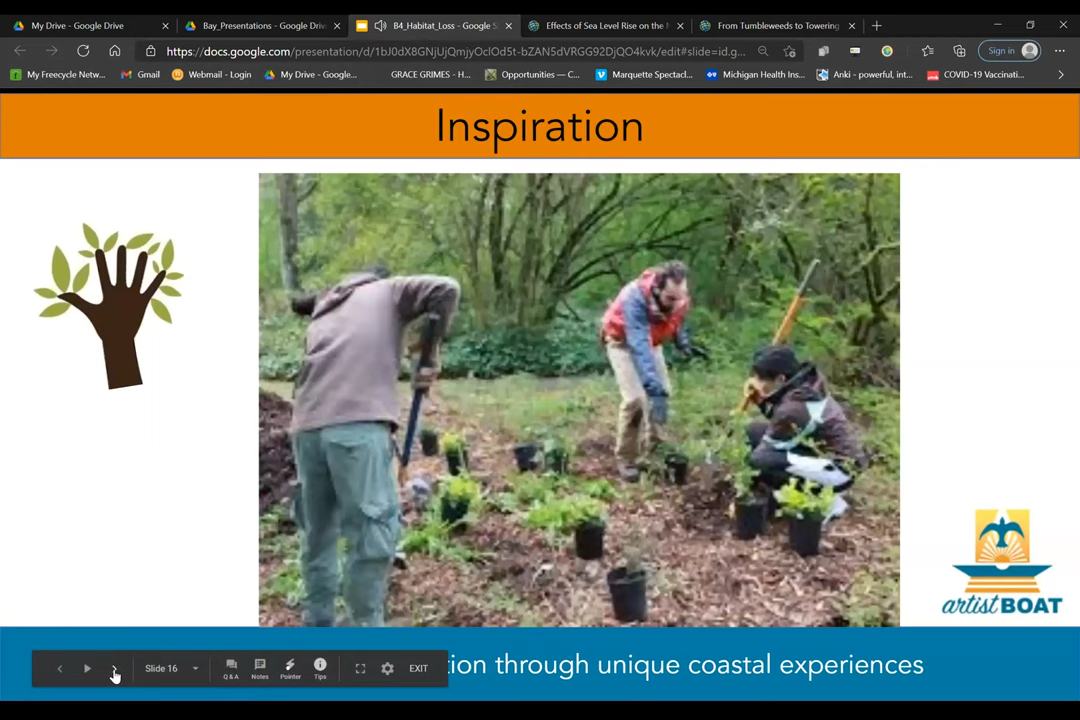 My Drive - Google Drive
Bay_Presentations - Google Driv
B4_Habitat_Loss - Google S
Effects of Sea Level Rise on the N
From Tumbleweeds to Towering
https://docs.google.com/presentation/d/1bJ0dX8GNjUjQmjyOclOd5t-bZAN5dVRGG92DjQO4kvk/edit#slide=id.g...
Sign in
My Freecycle Netw...
Gmail
Webmail - Login
My Drive - Google...
GRACE GRIMES - H...
Opportunities — C...
Marquette Spectacl...
Michigan Health Ins...
Anki - powerful, int...
COVID-19 Vaccinati...
Inspiration
artist BOAT
tion through unique coastal experiences
Slide 16
Q & A
Notes
Pointer
Tips
EXIT